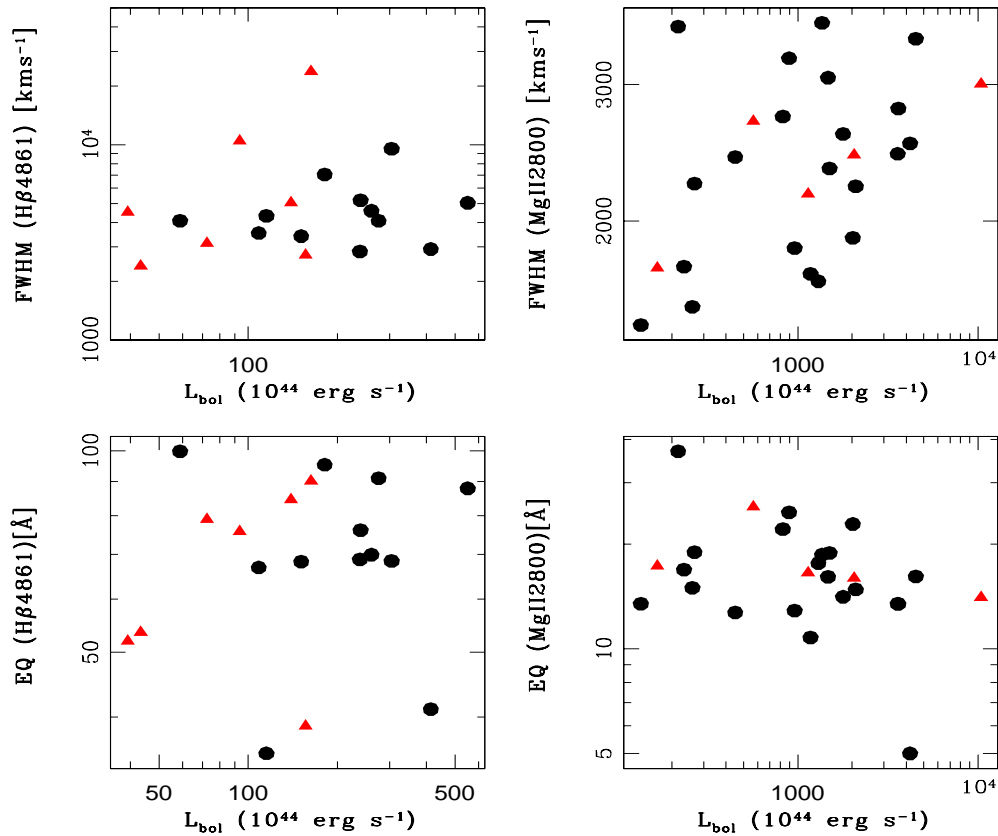 FWHM (Hβ4861) [kms⁻¹]
10⁴
1000
100
L_bol (10⁴⁴ erg s⁻¹)
FWHM (MgII2800) [kms⁻¹]
3000
2000
1000
10⁴
L_bol (10⁴⁴ erg s⁻¹)
EQ (Hβ4861)[Å]
100
50
50
100
500
L_bol (10⁴⁴ erg s⁻¹)
EQ (MgII2800)[Å]
10
5
1000
10⁴
L_bol (10⁴⁴ erg s⁻¹)